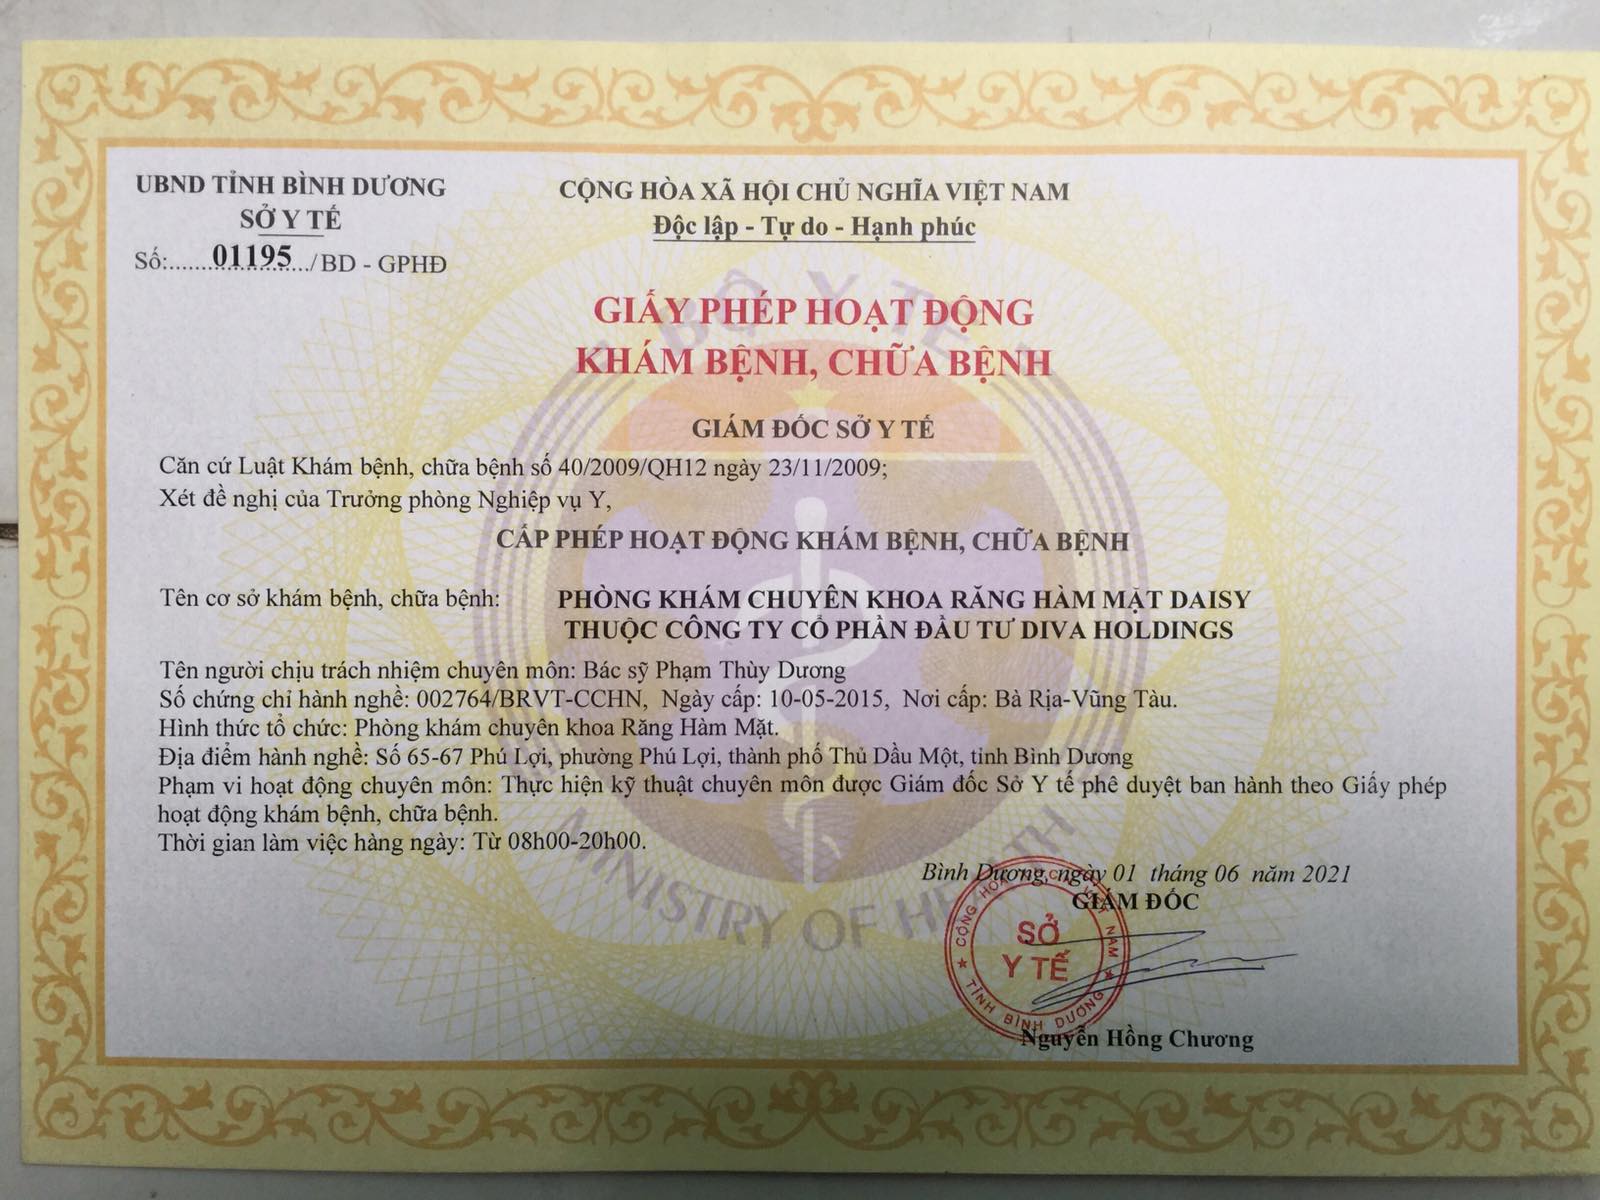 UBND TỈNH BÌNH DƯƠNG
SỞ Y TẾ
Số:.......01195.../BD - GPHĐ
CỘNG HÒA XÃ HỘI CHỦ NGHĨA VIỆT NAM
Độc lập - Tự do - Hạnh phúc
BỘ Y TẾ
GIẤY PHÉP HOẠT ĐỘNG
KHÁM BỆNH, CHỮA BỆNH
GIÁM ĐỐC SỞ Y TẾ
Căn cứ Luật Khám bệnh, chữa bệnh số 40/2009/QH12 ngày 23/11/2009;
Xét đề nghị của Trưởng phòng Nghiệp vụ Y,
CẤP PHÉP HOẠT ĐỘNG KHÁM BỆNH, CHỮA BỆNH
Tên cơ sở khám bệnh, chữa bệnh: PHÒNG KHÁM CHUYÊN KHOA RĂNG HÀM MẶT DAISY
THUỘC CÔNG TY CỔ PHẦN ĐẦU TƯ DIVA HOLDINGS
Tên người chịu trách nhiệm chuyên môn: Bác sỹ Phạm Thùy Dương
Số chứng chỉ hành nghề: 002764/BRVT-CCHN, Ngày cấp: 10-05-2015, Nơi cấp: Bà Rịa-Vũng Tàu.
Hình thức tổ chức: Phòng khám chuyên khoa Răng Hàm Mặt.
Địa điểm hành nghề: Số 65-67 Phú Lợi, phường Phú Lợi, thành phố Thủ Dầu Một, tỉnh Bình Dương
Phạm vi hoạt động chuyên môn: Thực hiện kỹ thuật chuyên môn được Giám đốc Sở Y tế phê duyệt ban hành theo Giấy phép
hoạt động khám bệnh, chữa bệnh.
Thời gian làm việc hàng ngày: Từ 08h00-20h00.
MINISTRY OF HEALTH
Bình Dương, ngày 01 tháng 06 năm 2021
GIÁM ĐỐC
SỞ
Y TẾ
TỈNH BÌNH DƯƠNG
Nguyễn Hồng Chương